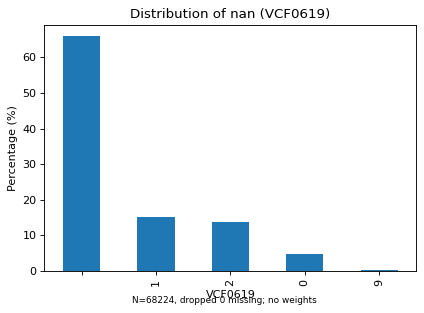 Distribution of nan (VCF0619)
Percentage (%)
60
50
40
30
20
10
0
1
2
0
9
VCF0619
N=68224, dropped 0 missing; no weights